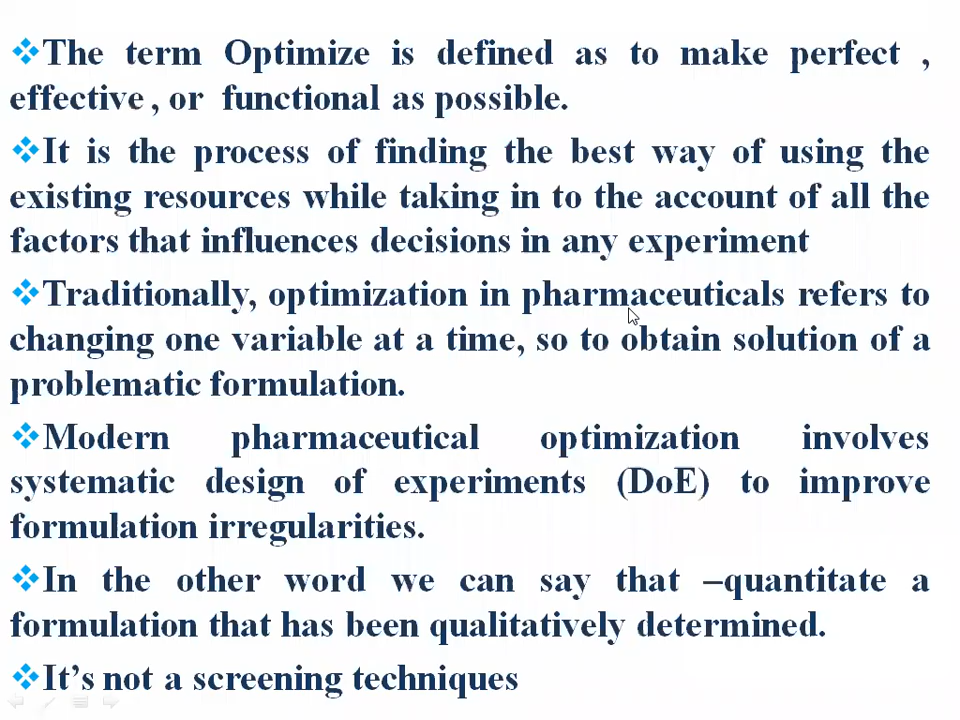 ❖The term Optimize is defined as to make perfect ,
effective , or functional as possible.
❖It is the process of finding the best way of using the
existing resources while taking in to the account of all the
factors that influences decisions in any experiment
❖Traditionally, optimization in pharmaceuticals refers to
changing one variable at a time, so to obtain solution of a
problematic formulation.
❖Modern pharmaceutical optimization involves
systematic design of experiments (DoE) to improve
formulation irregularities.
❖In the other word we can say that –quantitate a
formulation that has been qualitatively determined.
❖It’s not a screening techniques